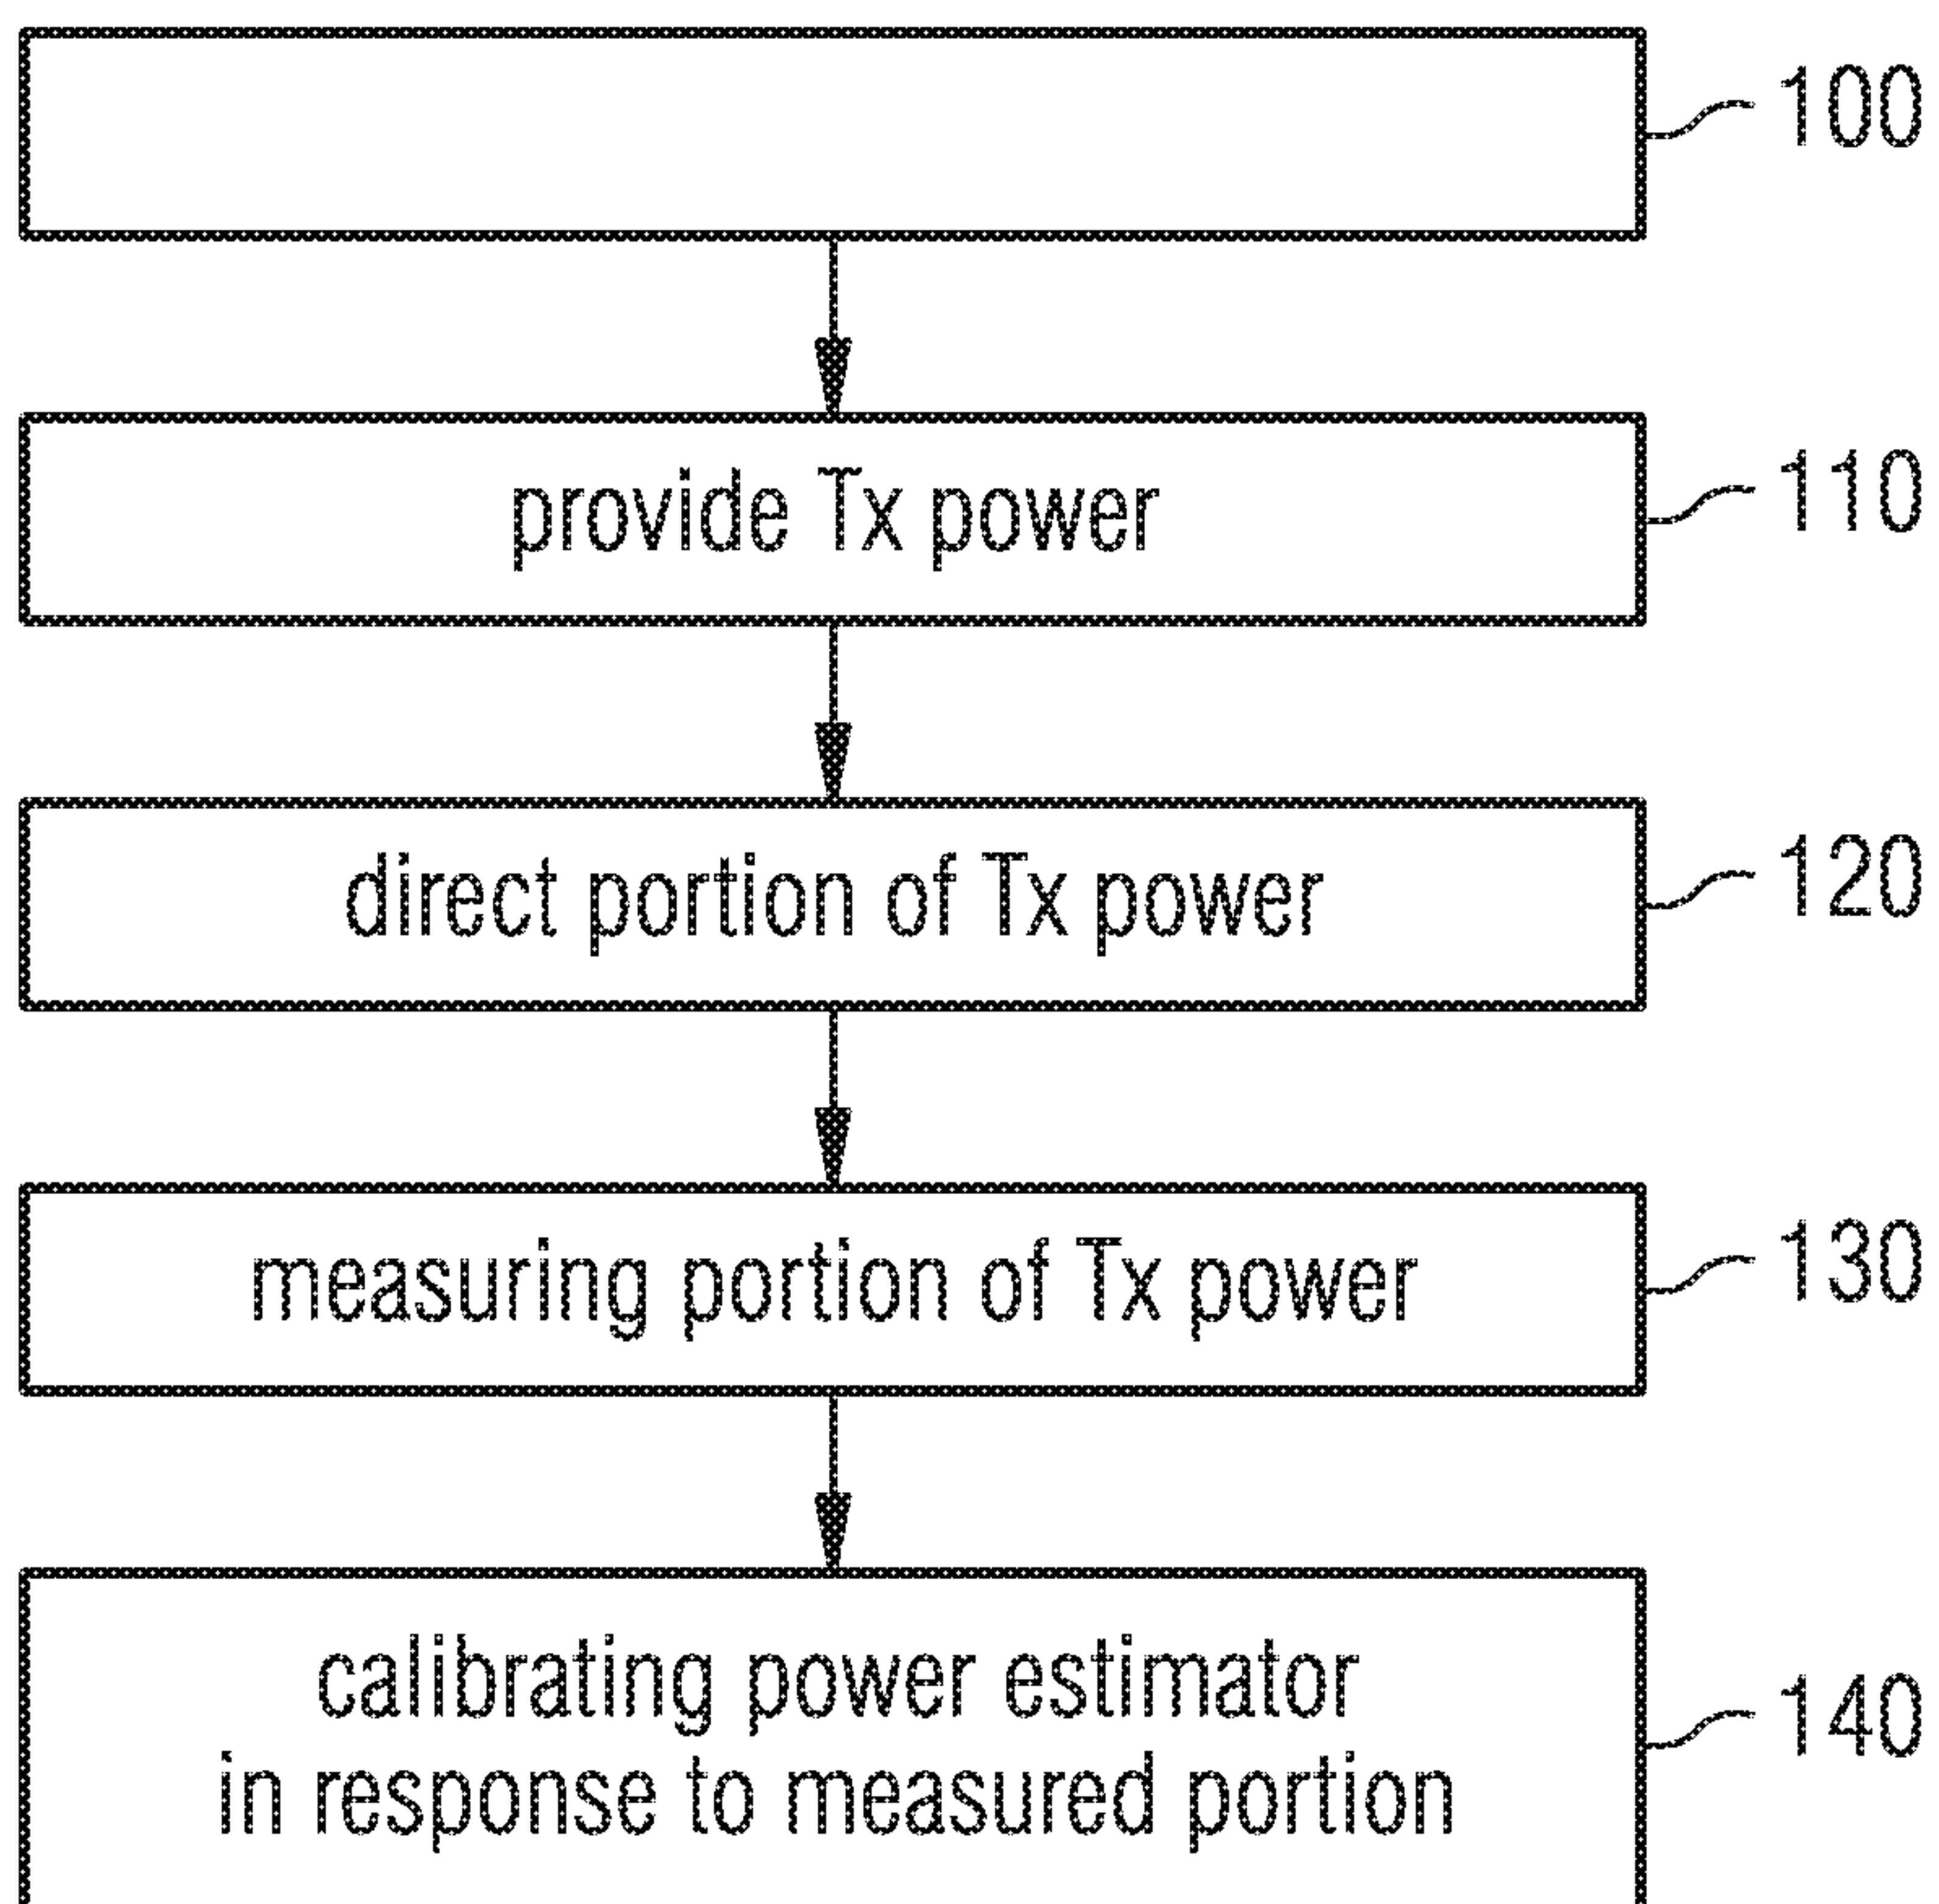 100
provide Tx power
110
direct portion of Tx power
120
measuring portion of Tx power
130
calibrating power estimator
in response to measured portion
140